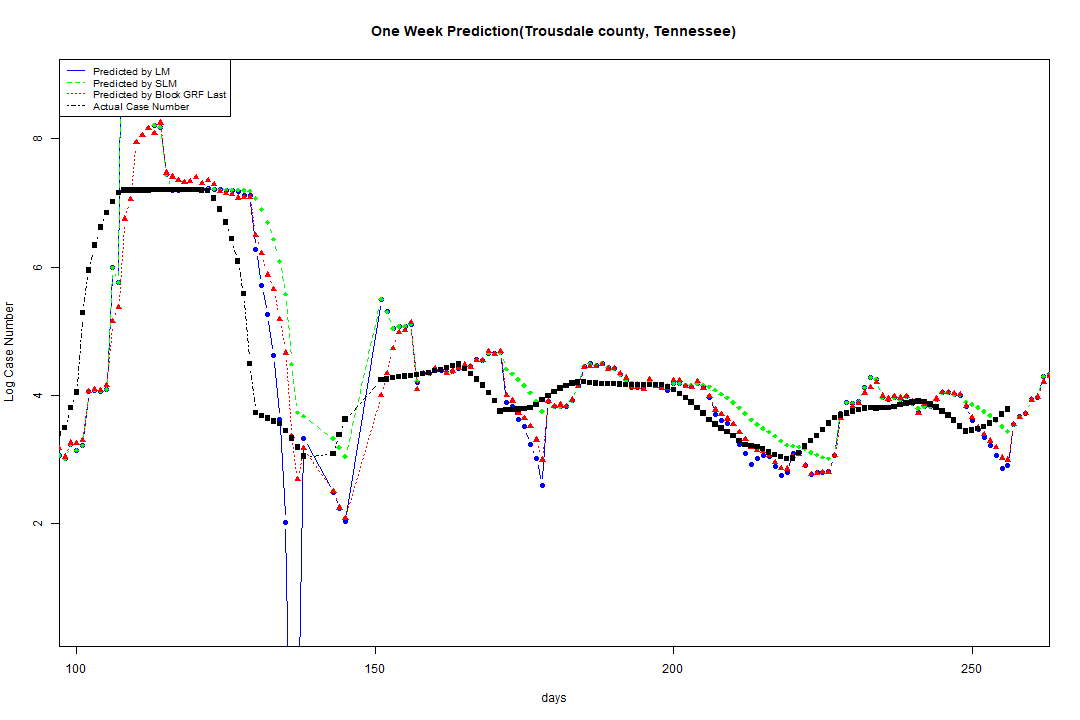 One Week Prediction(Trousdale county, Tennessee)
Predicted by LM
Predicted by SLM
Predicted by Block GRF Last
Actual Case Number
8
6
4
2
Log Case Number
100
150
200
250
days